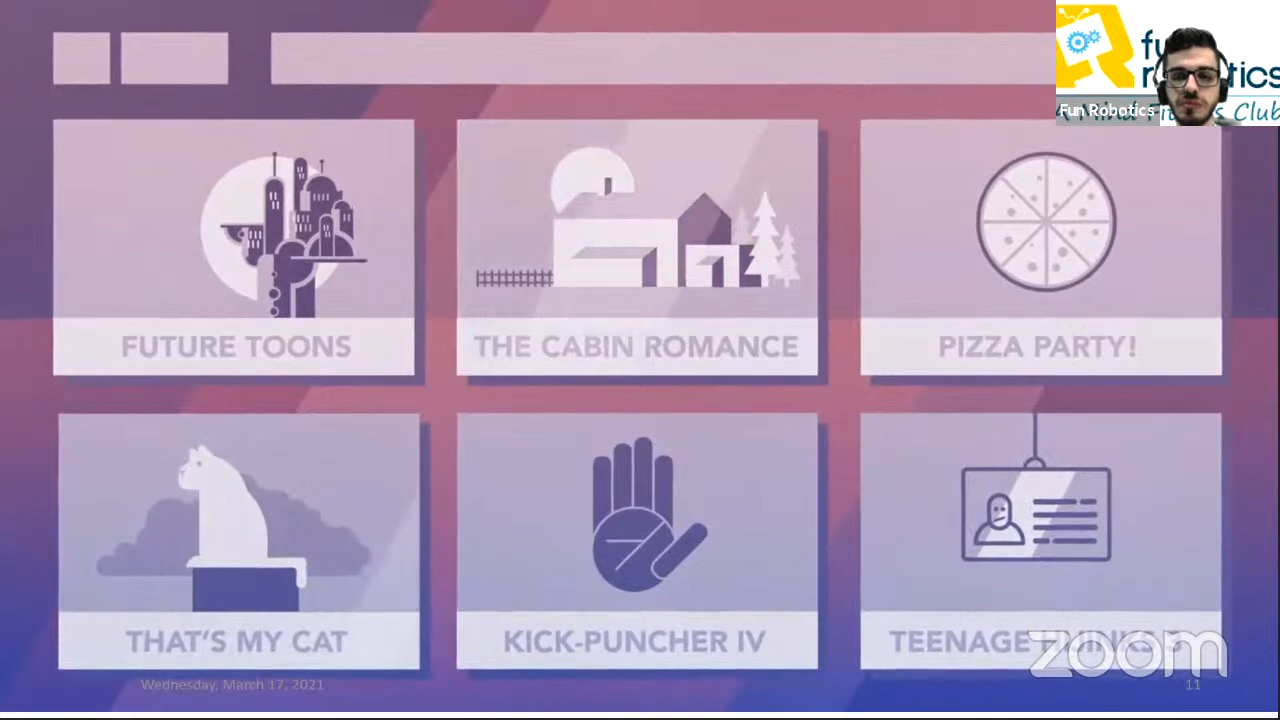 Fun Robotics
FUTURE TOONS
THE CABIN ROMANCE
PIZZA PARTY!
THAT'S MY CAT
KICK-PUNCHER IV
TEENAGE
zoom
Wednesday, March 17, 2021
11